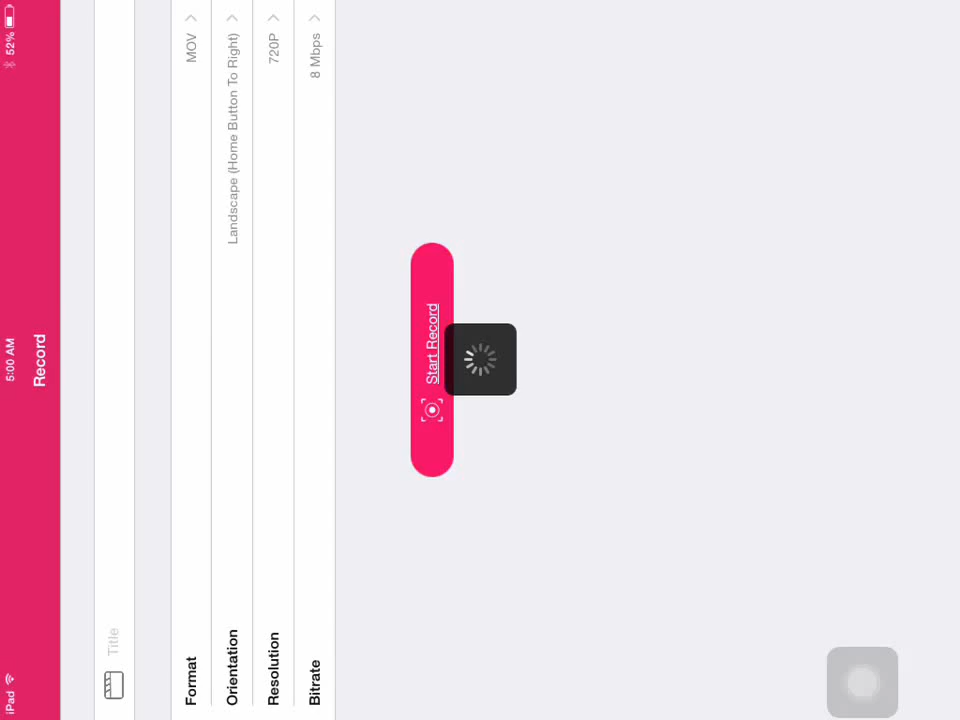 iPad 5:00 AM 52%
Record
Title
Format MOV
Orientation Landscape (Home Button To Right)
Resolution 720P
Bitrate 8 Mbps
Start Record